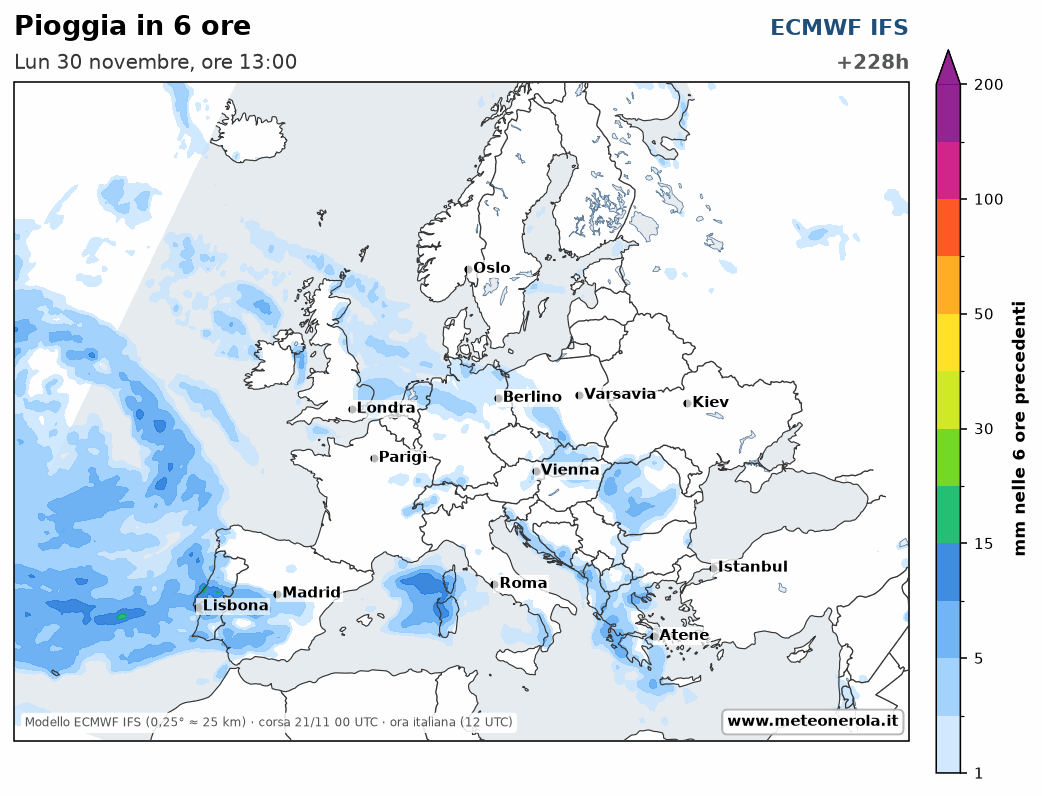 Pioggia in 6 ore
ECMWF IFS
Lun 30 novembre, ore 13:00
+228h
200
100
50
30
15
5
1
mm nelle 6 ore precedenti
Oslo
Berlino
Varsavia
Kiev
Londra
Parigi
Vienna
Istanbul
Roma
Madrid
Lisbona
Atene
Modello ECMWF IFS (0,25° ≈ 25 km) · corsa 21/11 00 UTC · ora italiana (12 UTC)
www.meteonerola.it